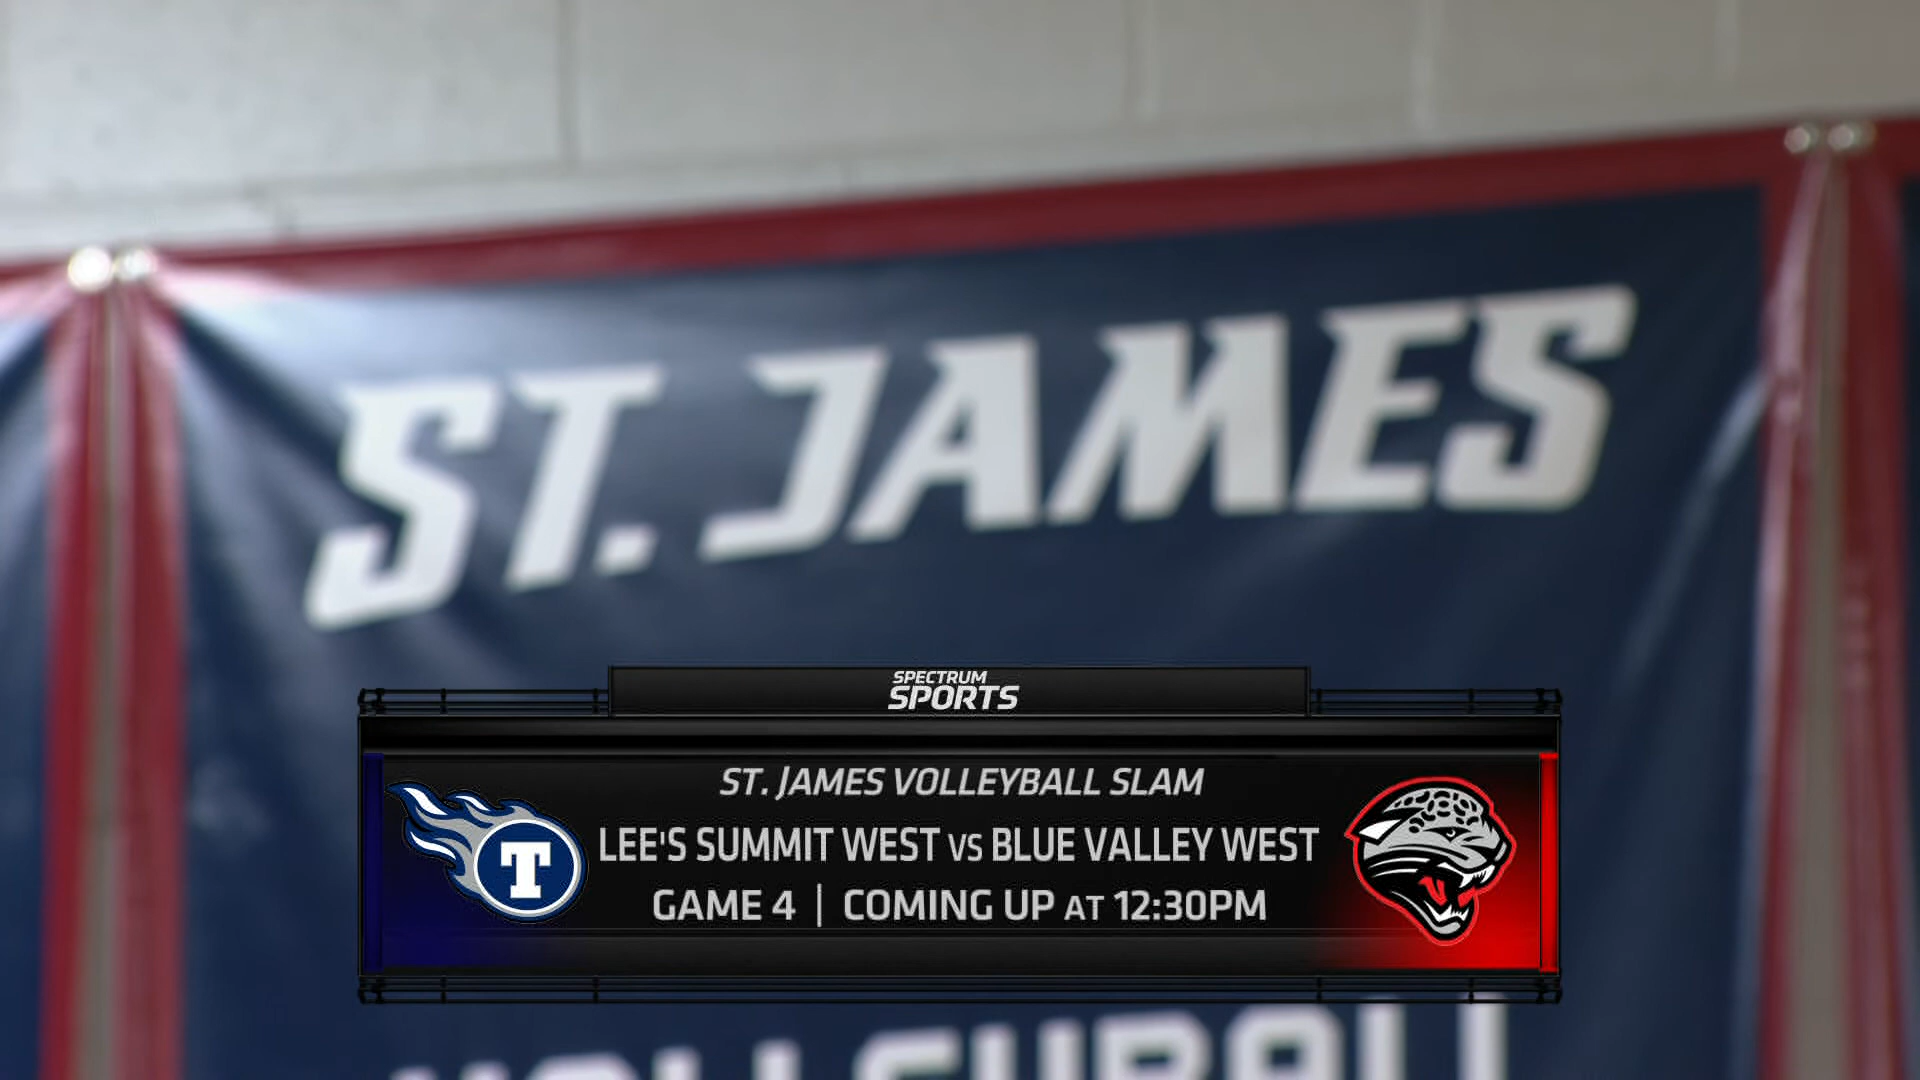 ST. JAMES
SPECTRUM
SPORTS
ST. JAMES VOLLEYBALL SLAM
LEE'S SUMMIT WEST VS BLUE VALLEY WEST
GAME 4 | COMING UP AT 12:30PM
T
VOLLEYBALL